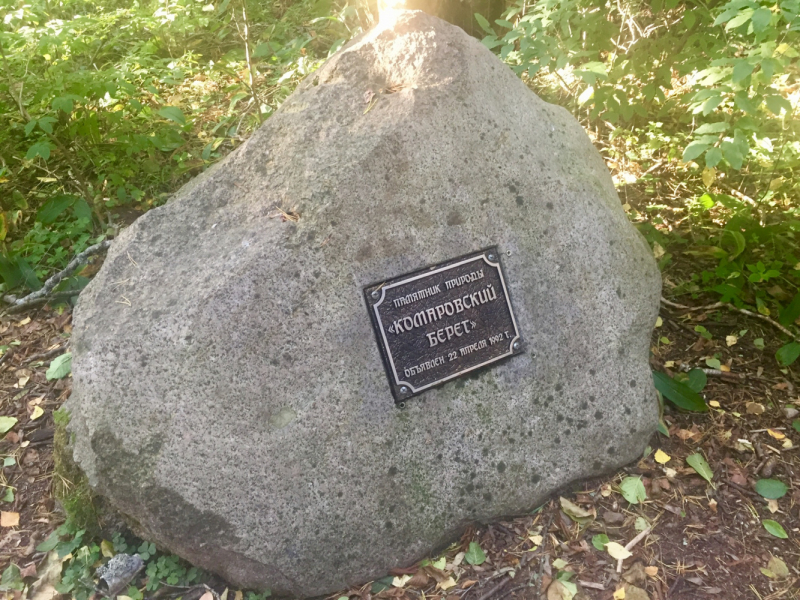 ПАМЯТНИК ПРИРОДЫ
«КОМАРОВСКИЙ
БЕРЕГ»
ОБЪЯВЛЕН 22 АПРЕЛЯ 1992 Г.